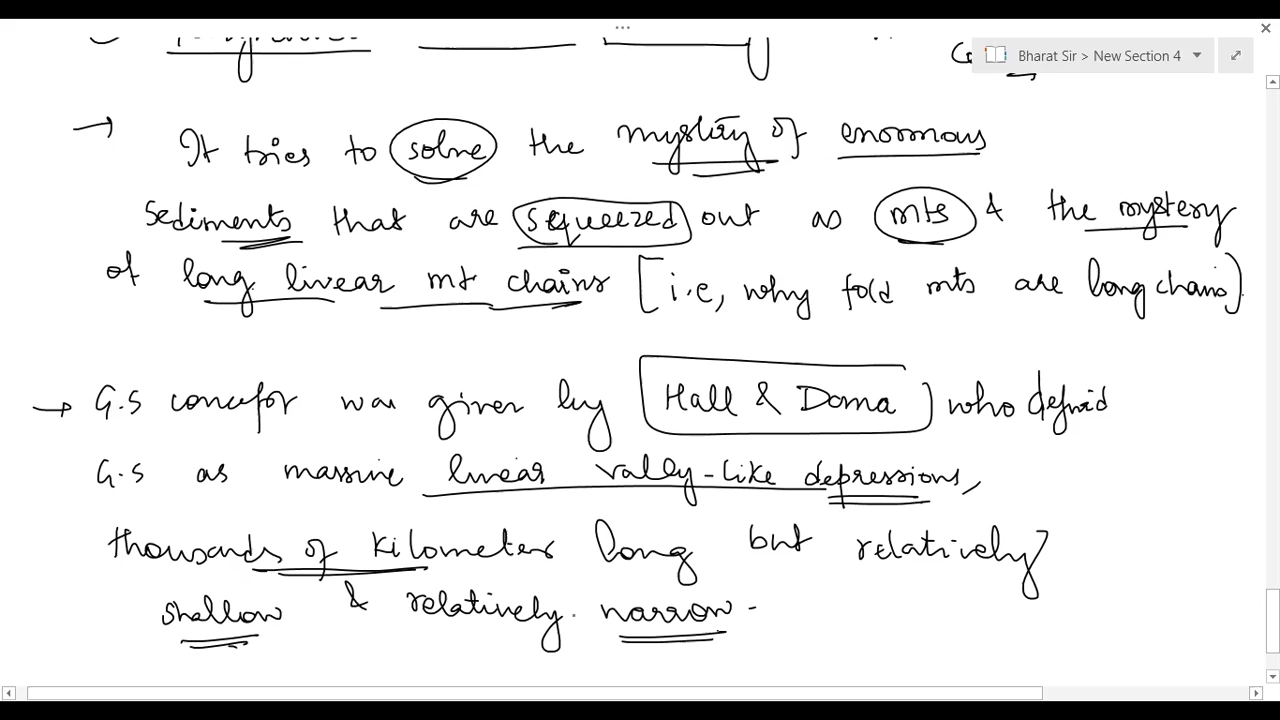 Bharat Sir > New Section 4
→ It tries to solve the mystery of enormous
sediments that are squeezed out as mts & the mystery
of long linear mt chains [i.e, why fold mts are long chains]
→ G.S concept was given by Hall & Dana who defined
G.S as massive linear vally-like depressions,
thousands of kilometer long but relatively
shallow & relatively narrow.